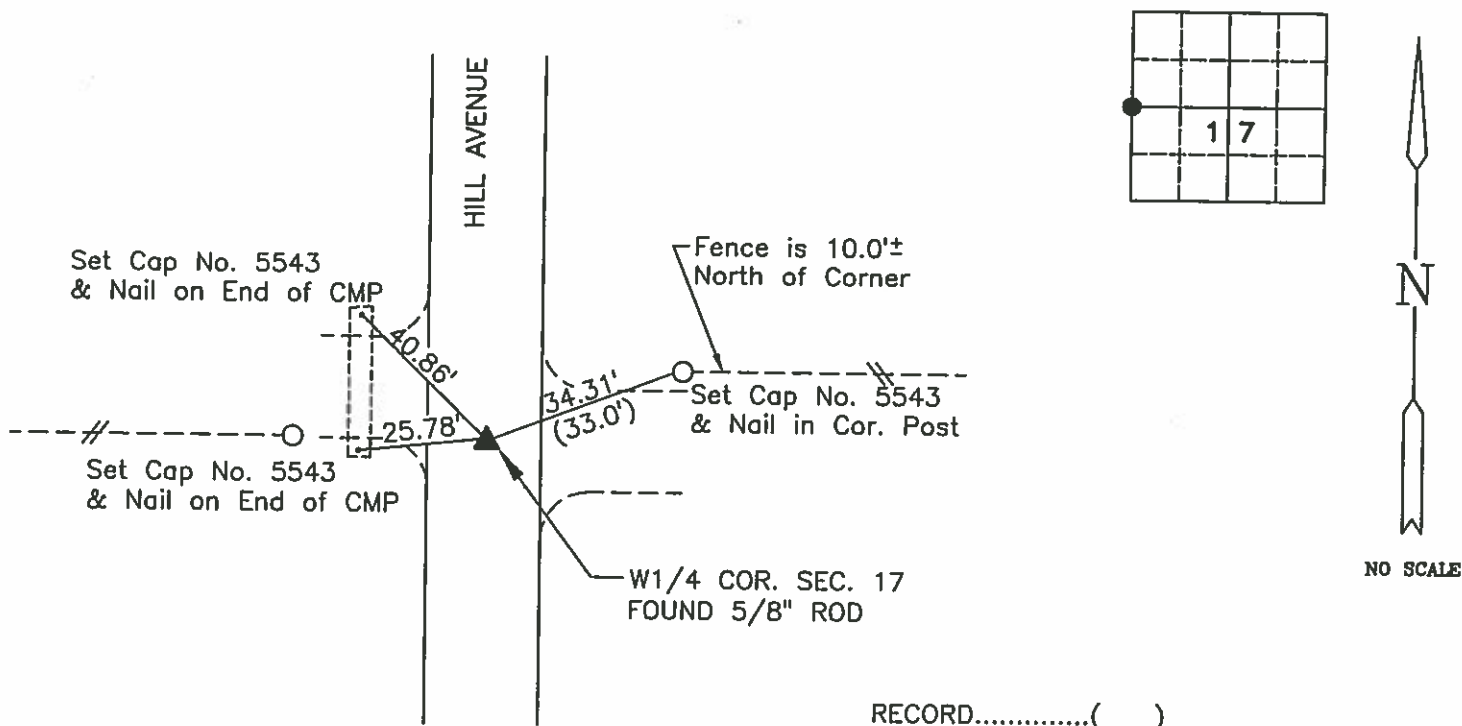 HILL AVENUE
1 7
Set Cap No. 5543
& Nail on End of CMP
Fence is 10.0'±
North of Corner
N
40.86'
34.31'
(33.0')
Set Cap No. 5543
& Nail in Cor. Post
25.78'
Set Cap No. 5543
& Nail on End of CMP
W1/4 COR. SEC. 17
FOUND 5/8" ROD
NO SCALE
RECORD..............( )